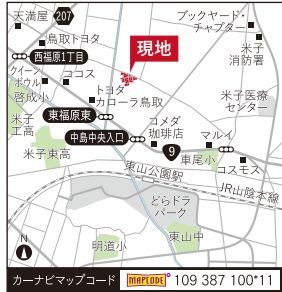 天満屋
207
ブックヤード・
チャプター
鳥取トヨタ
現地
米子
消防署
西福原1丁目
クイーン
ボウル
ココス
トヨタ
カローラ鳥取
米子医療
センター
啓成小
米子
工高
東福原東
コメダ
珈琲店
中島中央入口
マルイ
9
米子東高
車尾小
コスモス
東山公園駅
JR山陰本線
どらドラ
パーク
N
明道小
東山中
カーナビマップコード
MAPCODE
109 387 100*11